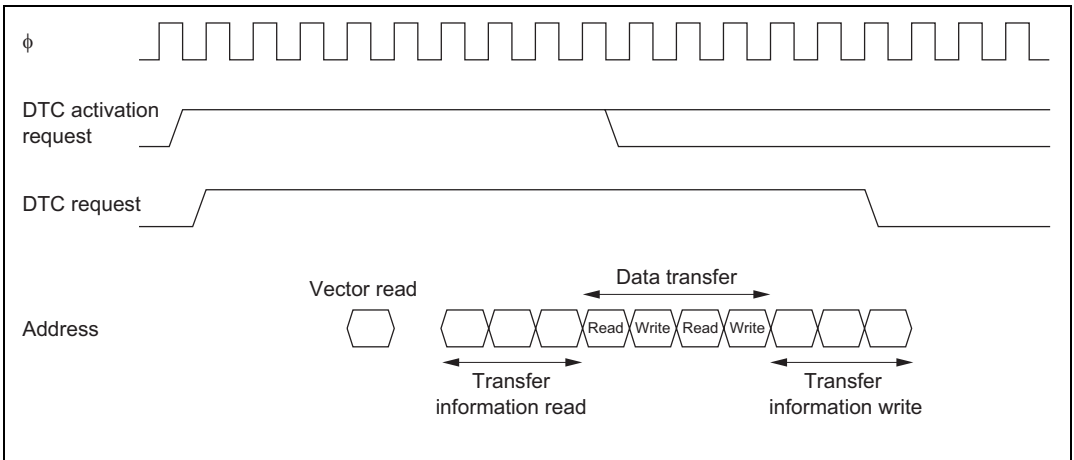 ϕ
DTC activation
request
DTC request
Vector read
Data transfer
Address
Read Write Read Write
Transfer
information read
Transfer
information write